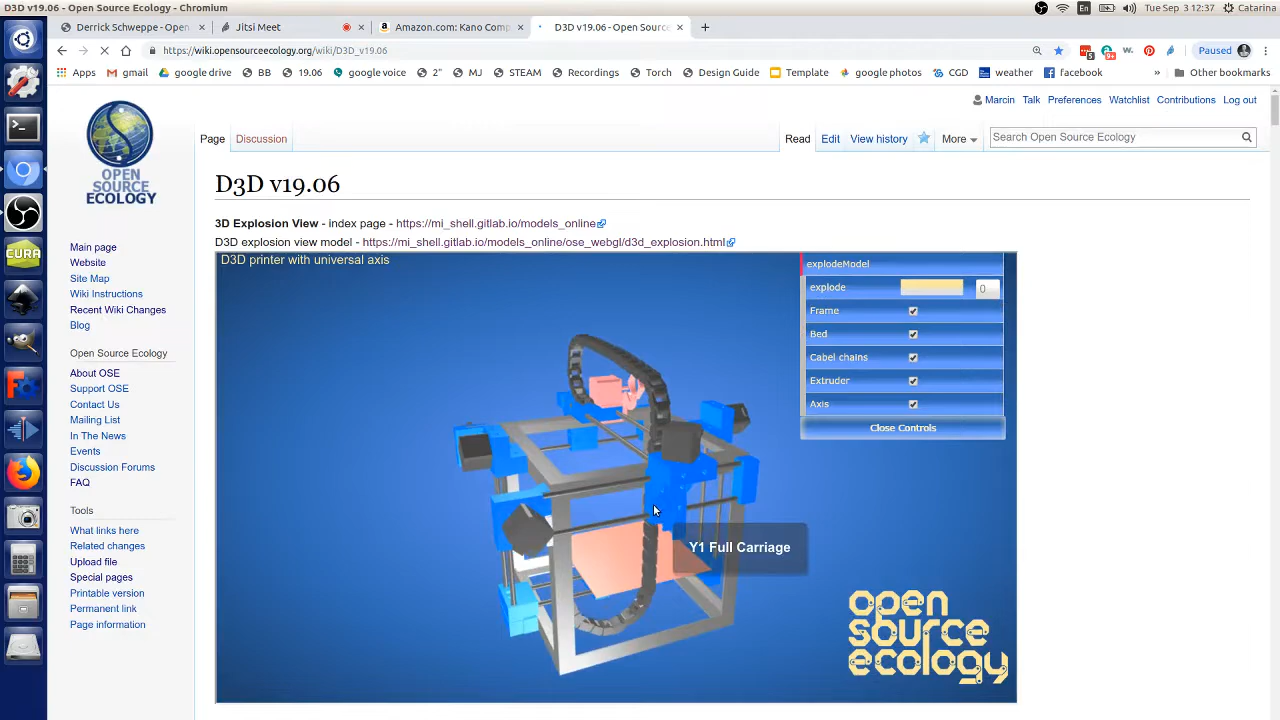 D3D v19.06 - Open Source Ecology - Chromium
En
Tue Sep 3 12:37
Catarina
Derrick Schweppe - Open
Jitsi Meet
Amazon.com: Kano Comp
D3D v19.06 - Open Source
https://wiki.opensourceecology.org/wiki/D3D_v19.06
Paused
Apps
gmail
google drive
BB
19.06
google voice
2"
MJ
STEAM
Recordings
Torch
Design Guide
Template
google photos
CGD
weather
facebook
»
Other bookmarks
Marcin
Talk
Preferences
Watchlist
Contributions
Log out
Page
Discussion
Read
Edit
View history
More
Search Open Source Ecology
OPEN
SOURCE
ECOLOGY
D3D v19.06
3D Explosion View - index page - https://mi_shell.gitlab.io/models_online
D3D explosion view model - https://mi_shell.gitlab.io/models_online/ose_webgl/d3d_explosion.html
Main page
Website
Site Map
Wiki Instructions
Recent Wiki Changes
Blog
Open Source Ecology
About OSE
Support OSE
Contact Us
Mailing List
In The News
Events
Discussion Forums
FAQ
Tools
What links here
Related changes
Upload file
Special pages
Printable version
Permanent link
Page information
D3D printer with universal axis
explodeModel
explode
0
Frame
Bed
Cabel chains
Extruder
Axis
Close Controls
Y1 Full Carriage
open
source
ecology
CURA